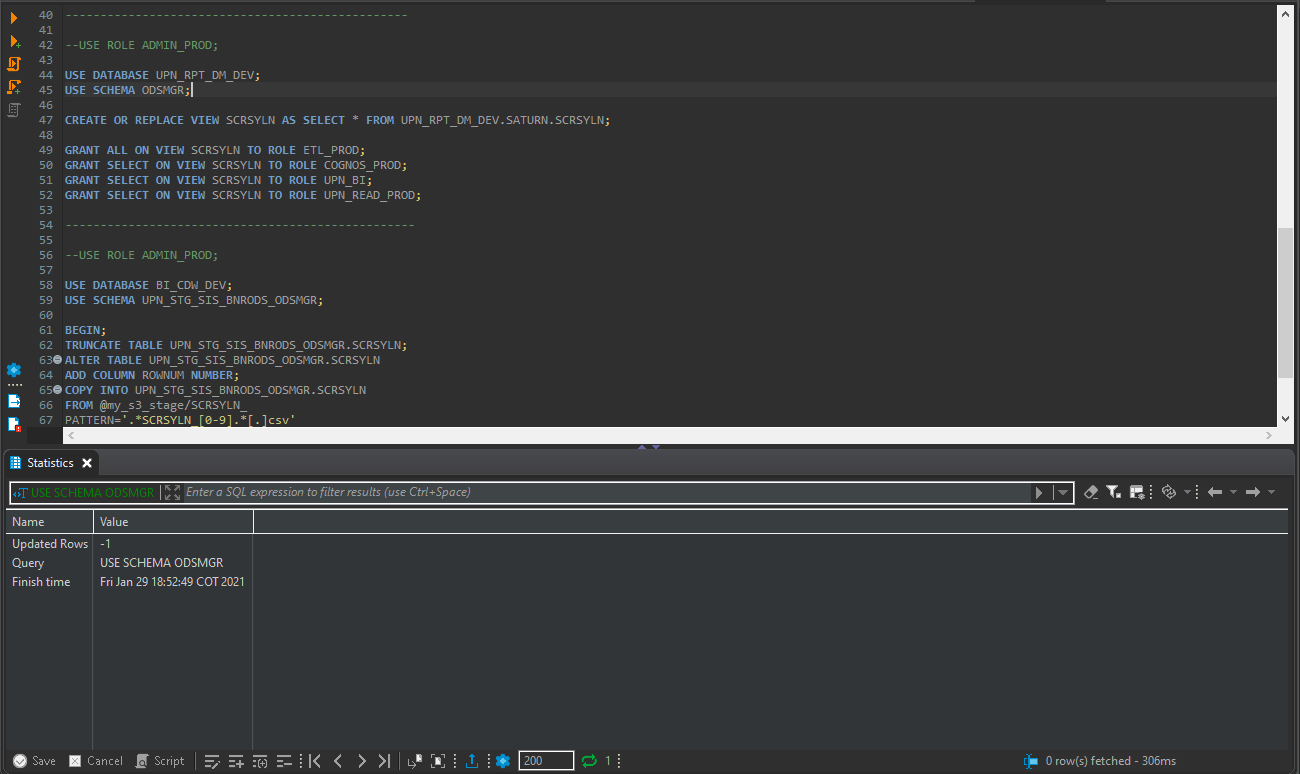 40 -------------------------------------------------
41
42 --USE ROLE ADMIN_PROD;
43
44 USE DATABASE UPN_RPT_DM_DEV;
45 USE SCHEMA ODSMGR;
46
47 CREATE OR REPLACE VIEW SCRSYLN AS SELECT * FROM UPN_RPT_DM_DEV.SATURN.SCRSYLN;
48
49 GRANT ALL ON VIEW SCRSYLN TO ROLE ETL_PROD;
50 GRANT SELECT ON VIEW SCRSYLN TO ROLE COGNOS_PROD;
51 GRANT SELECT ON VIEW SCRSYLN TO ROLE UPN_BI;
52 GRANT SELECT ON VIEW SCRSYLN TO ROLE UPN_READ_PROD;
53
54 --------------------------------------------------
55
56 --USE ROLE ADMIN_PROD;
57
58 USE DATABASE BI_CDW_DEV;
59 USE SCHEMA UPN_STG_SIS_BNRODS_ODSMGR;
60
61 BEGIN;
62 TRUNCATE TABLE UPN_STG_SIS_BNRODS_ODSMGR.SCRSYLN;
63 ALTER TABLE UPN_STG_SIS_BNRODS_ODSMGR.SCRSYLN
64 ADD COLUMN ROWNUM NUMBER;
65 COPY INTO UPN_STG_SIS_BNRODS_ODSMGR.SCRSYLN
66 FROM @my_s3_stage/SCRSYLN_
67 PATTERN='.*SCRSYLN_[0-9].*[.]csv'
Statistics
USE SCHEMA ODSMGR Enter a SQL expression to filter results (use Ctrl+Space)
Name Value
Updated Rows -1
Query USE SCHEMA ODSMGR
Finish time Fri Jan 29 18:52:49 COT 2021
Save Cancel Script 200 1 0 row(s) fetched - 306ms